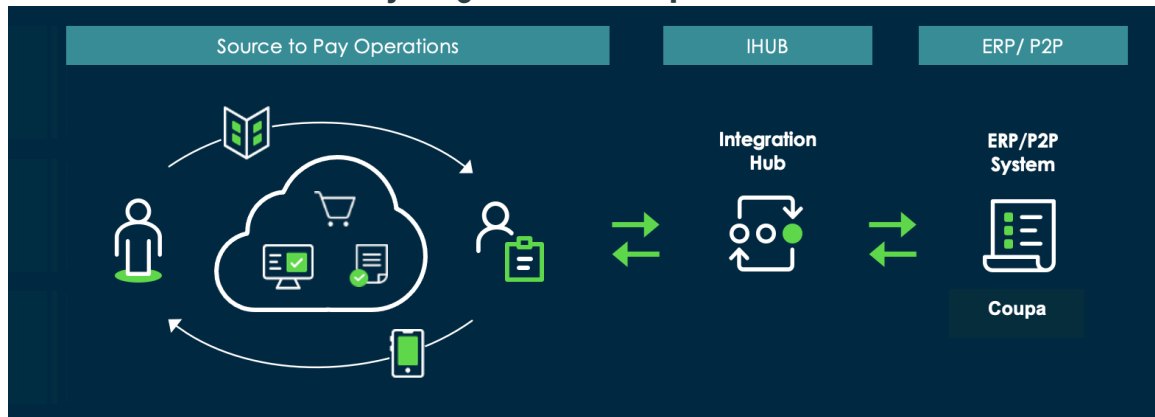 Source to Pay Operations
IHUB
ERP/ P2P
Integration
Hub
ERP/P2P
System
Coupa